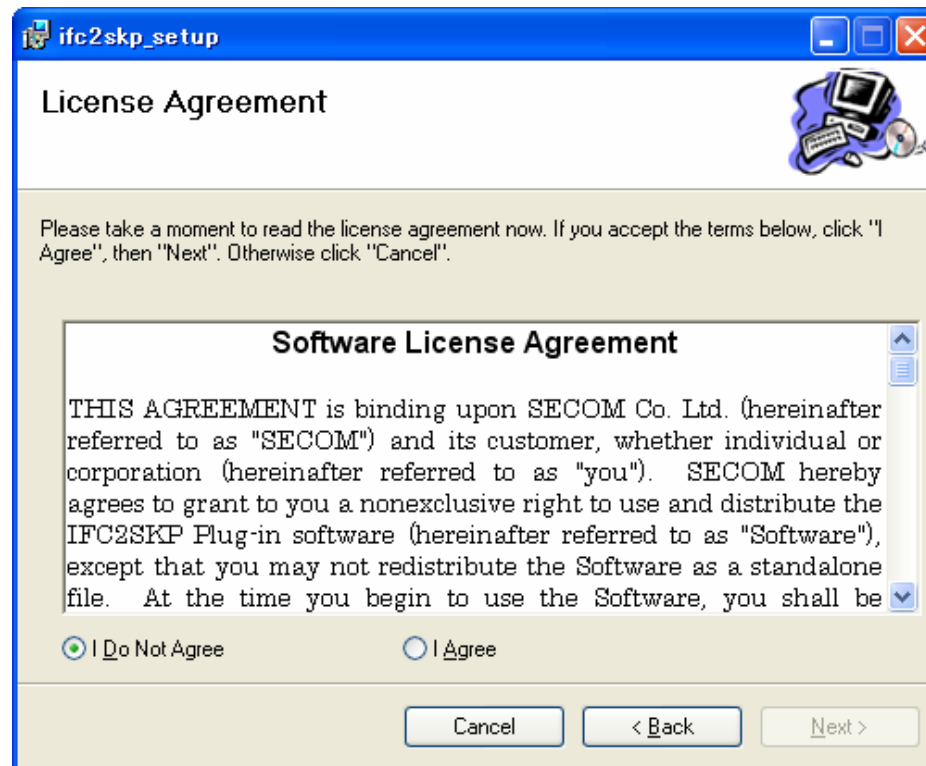 ifc2skp_setup
License Agreement
Please take a moment to read the license agreement now. If you accept the terms below, click "I
Agree", then "Next". Otherwise click "Cancel".
Software License Agreement
THIS AGREEMENT is binding upon SECOM Co. Ltd. (hereinafter
referred to as "SECOM") and its customer, whether individual or
corporation (hereinafter referred to as "you"). SECOM hereby
agrees to grant to you a nonexclusive right to use and distribute the
IFC2SKP Plug-in software (hereinafter referred to as "Software"),
except that you may not redistribute the Software as a standalone
file. At the time you begin to use the Software, you shall be
I Do Not Agree
I Agree
Cancel
< Back
Next >